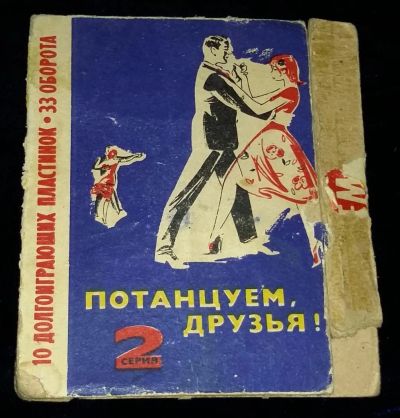 10 ДОЛГОИГРАЮЩИХ ПЛАСТИНОК • 33 ОБОРОТА
ПОТАНЦУЕМ,
ДРУЗЬЯ!
2
СЕРИЯ